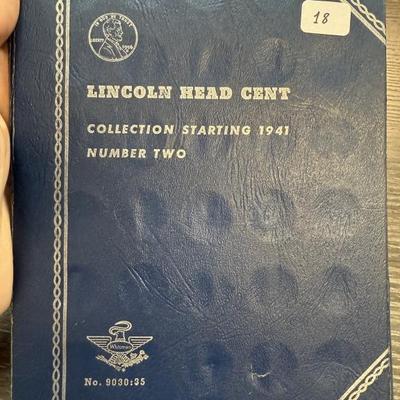 18
LINCOLN HEAD CENT
COLLECTION STARTING 1941
NUMBER TWO
Whitman
No. 9030:35